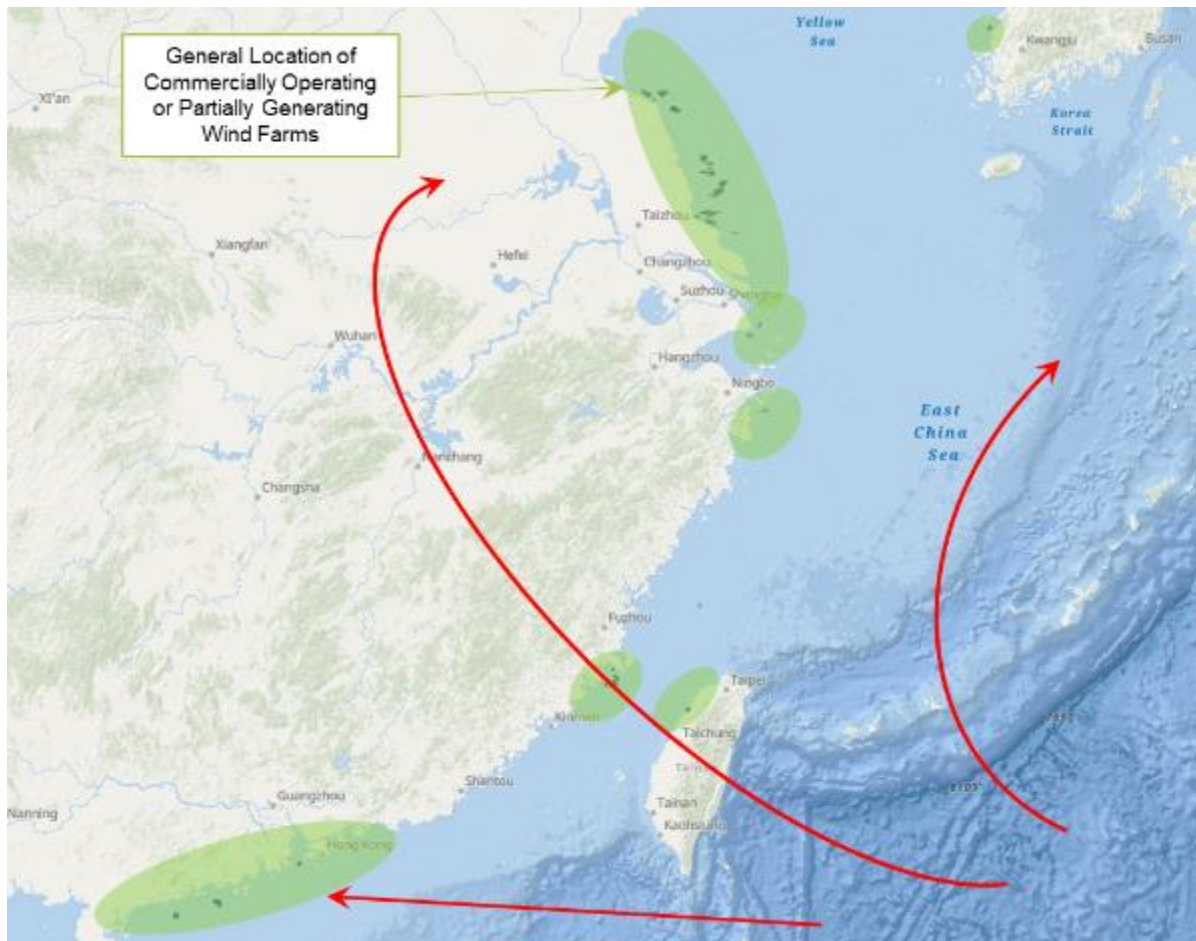 General Location of
Commercially Operating
or Partially Generating
Wind Farms
Yellow
Sea
Kwangju
Busan
Xi'an
Korea
Strait
Taizhou
Xiangfan
Hefei
Changzhou
Suzhou
Shanghai
Wuhan
Hangzhou
Ningbo
East
China
Sea
Nanchang
Changsha
Fuzhou
Taipei
Xinmen
Taichung
Shantou
Guangzhou
Nanning
Tainan
Kaohsiung
Hong Kong